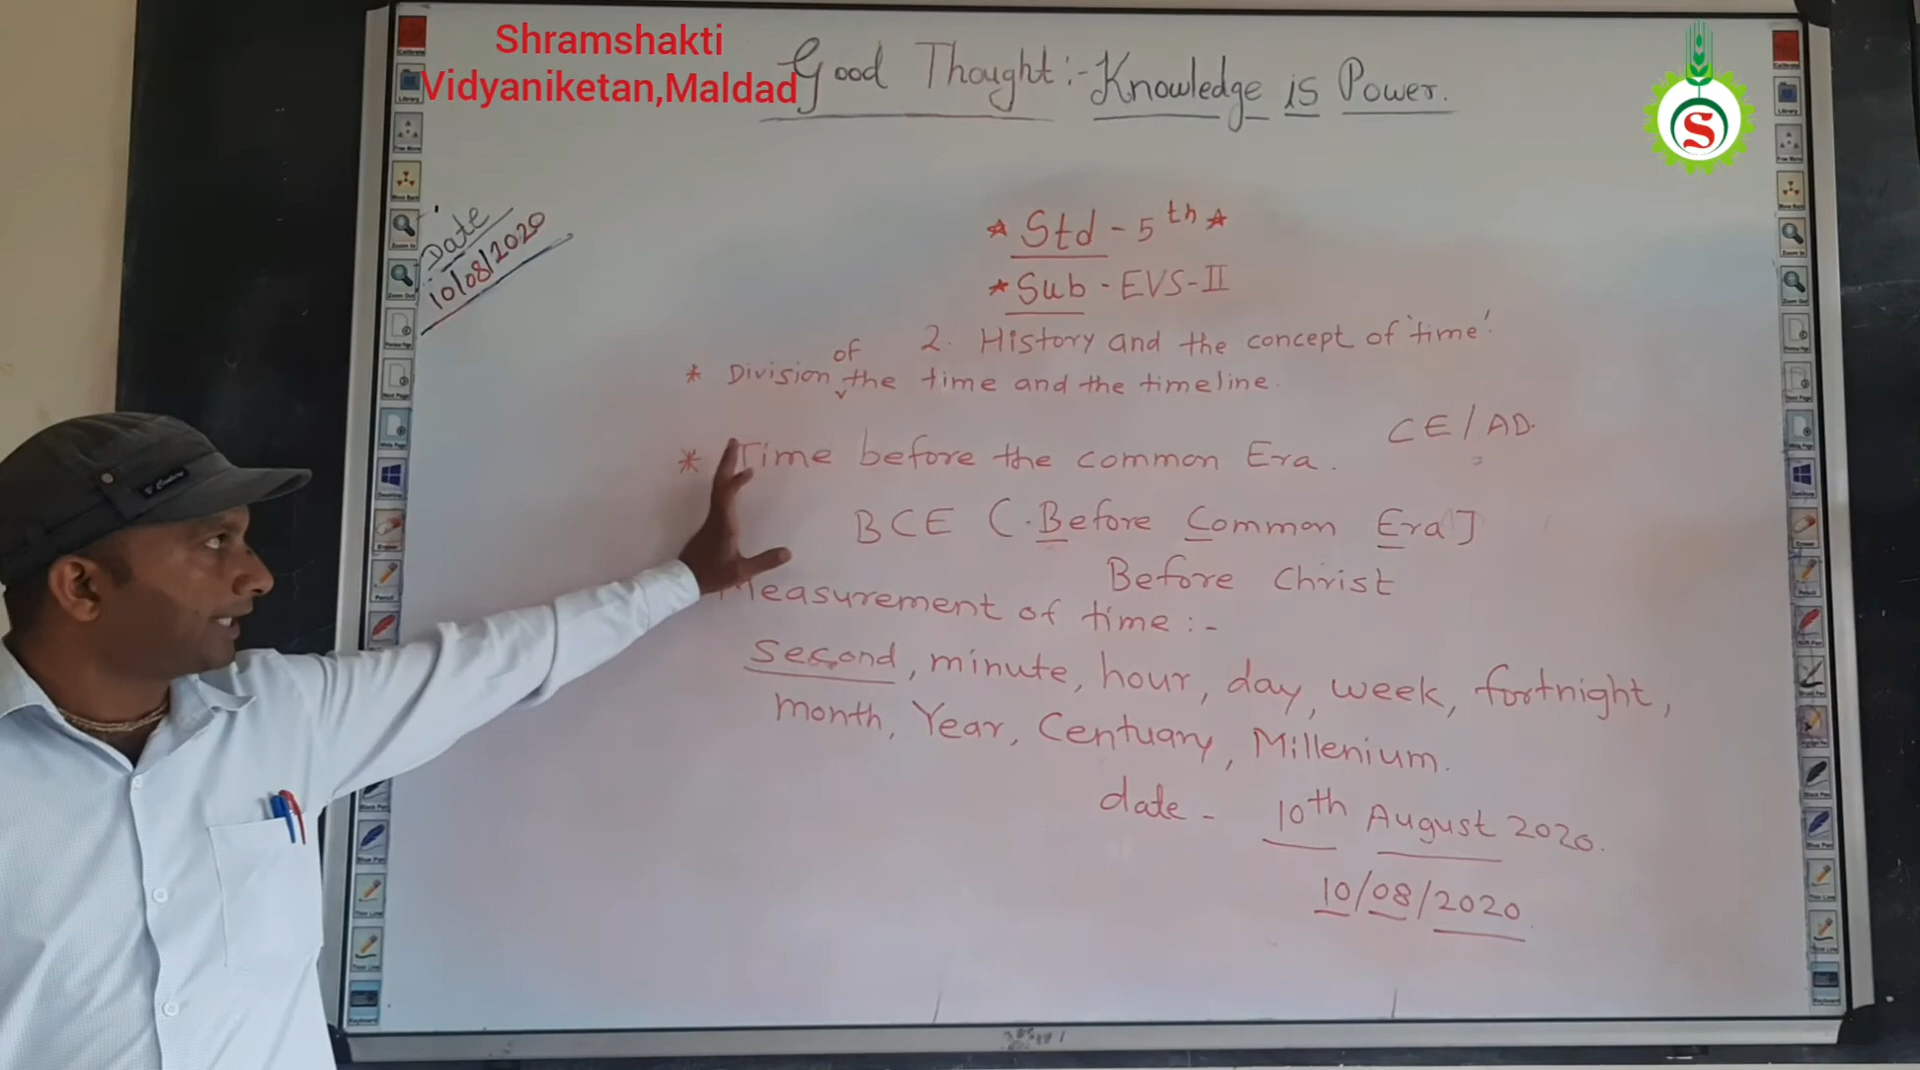 Shramshakti
Vidyaniketan,Maldad
Good Thought:- Knowledge is Power.
S
Date
10/08/2020
* Std - 5th *
* Sub - EVS-II
2. History and the concept of 'time'.
* Division of the time and the timeline.
CE/AD.
* Time before the common Era.
BCE (Before Common Era]
Before Christ
Measurement of time :-
Second, minute, hour, day, week, fortnight,
month, Year, Centuary, Millenium.
date - 10th August 2020.
10/08/2020.